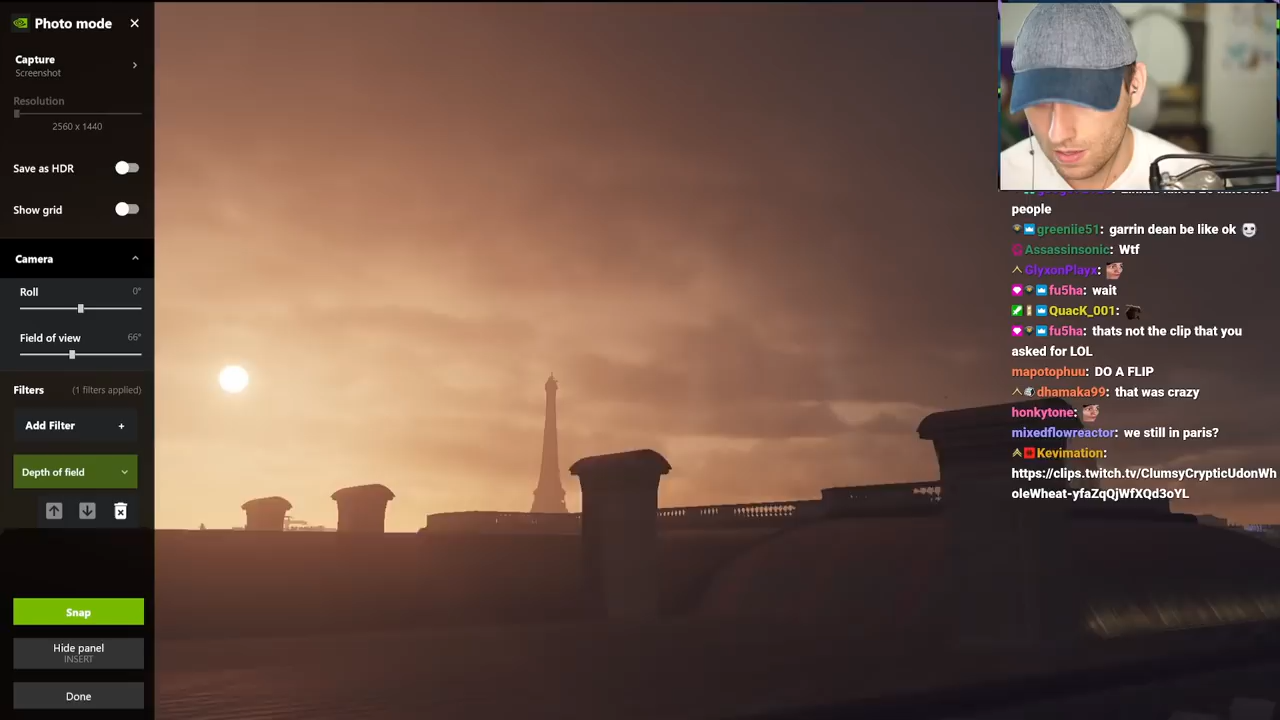 Photo mode
Capture
Screenshot
Resolution
2560 x 1440
Save as HDR
Show grid
Camera
Roll
0°
Field of view
66°
Filters
(1 filters applied)
Add Filter
+
Depth of field
Snap
Hide panel
INSERT
Done
people
greeniie51: garrin dean be like ok
Assassinsonic: Wtf
GlyxonPlayx:
fu5ha: wait
QuacK_001:
fu5ha: thats not the clip that you
asked for LOL
mapotophuu: DO A FLIP
dhamaka99: that was crazy
honkytone:
mixedflowreactor: we still in paris?
Kevimation:
https://clips.twitch.tv/ClumsyCrypticUdonWh
oleWheat-yfaZqQjWfXQd3oYL